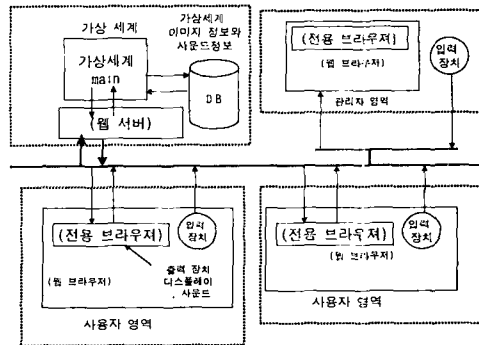 가상 세계
가상세계
이미지 정보와
사운드정보
가상세계
main
DB
(웹 서버)
(전용 브라우져)
(웹 브라우저)
입력
장치
관리자 영역
(전용 브라우져)
입력
장치
(웹 브라우저)
출력 장치
디스플레이
사운드
사용자 영역
(전용 브라우져)
입력
장치
(웹 브라우저)
사용자 영역